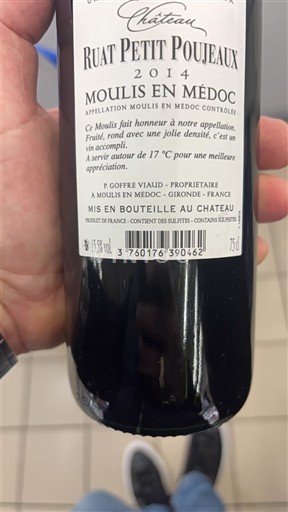 Château
RUAT PETIT POUJEAUX
2014
MOULIS EN MÉDOC
APPELLATION MOULIS EN MÉDOC CONTRÔLÉE
Ce Moulis fait honneur à notre appellation.
Fruité, rond avec une jolie densité, c'est un
vin accompli.
A servir autour de 17 °C pour une meilleure
appréciation.
P. GOFFRE VIAUD – PROPRIÉTAIRE
A MOULIS EN MÉDOC – GIRONDE – FRANCE
MIS EN BOUTEILLE AU CHATEAU
PRODUIT DE FRANCE - CONTIENT DES SULFITES - CONTAINS SULPHITES
% vol. 75 cl
3 760176 390462